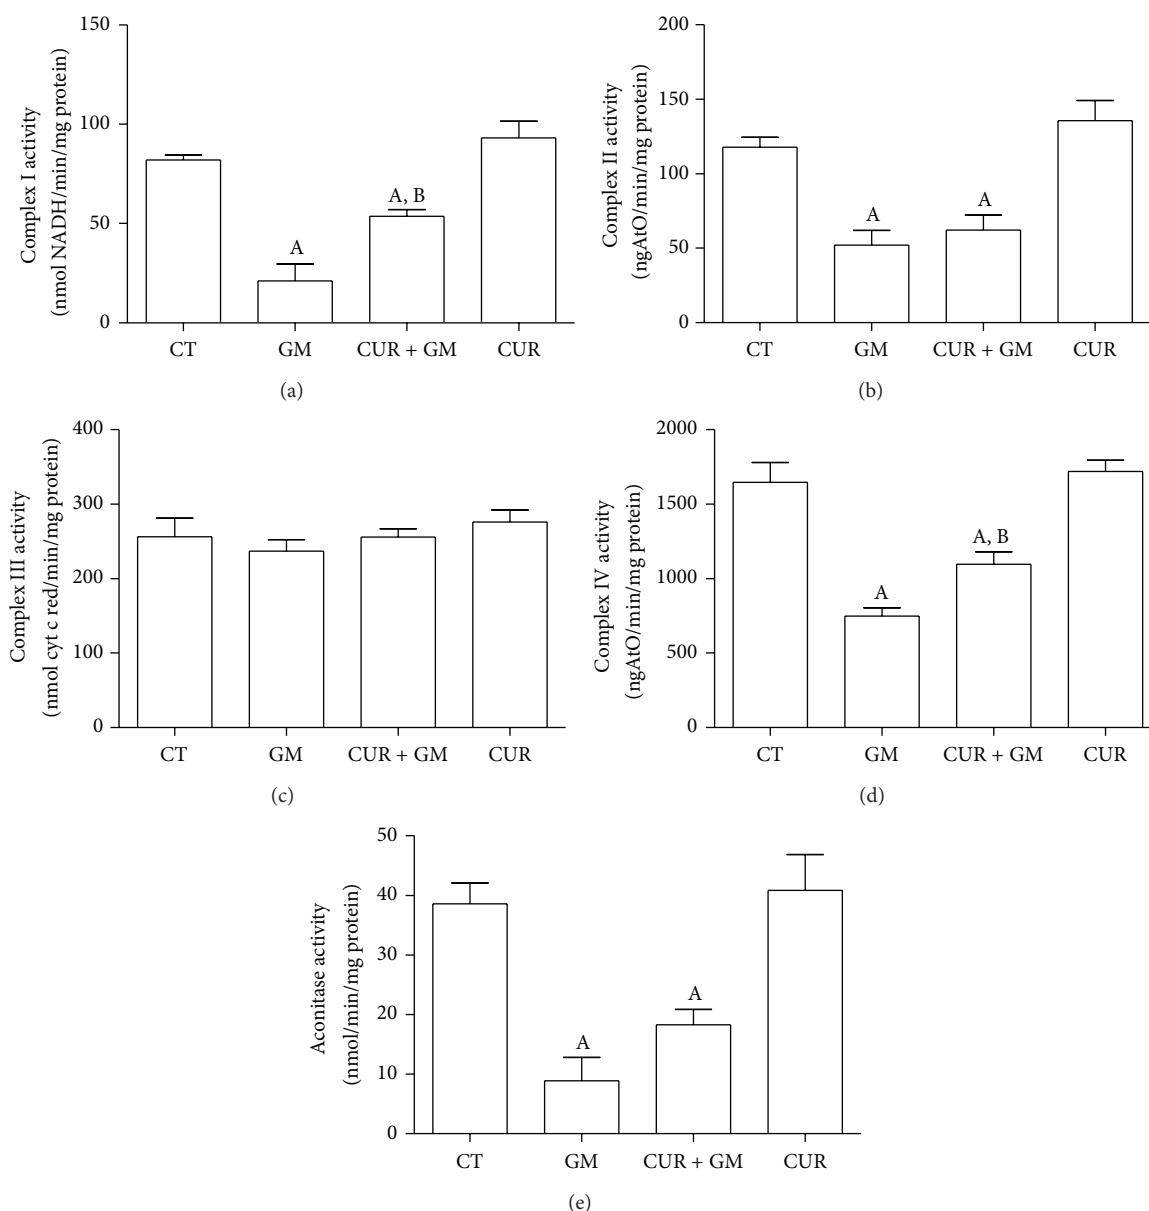 Complex I activity
(nmol NADH/min/mg protein)
150
100
50
0
A
A, B
CT GM CUR + GM CUR
(a)
Complex II activity
(ngAtO/min/mg protein)
200
150
100
50
0
A
A
CT GM CUR + GM CUR
(b)
Complex III activity
(nmol cyt c red/min/mg protein)
400
300
200
100
0
CT GM CUR + GM CUR
(c)
Complex IV activity
(ngAtO/min/mg protein)
2000
1500
1000
500
0
A
A, B
CT GM CUR + GM CUR
(d)
Aconitase activity
(nmol/min/mg protein)
50
40
30
20
10
0
A
A
CT GM CUR + GM CUR
(e)